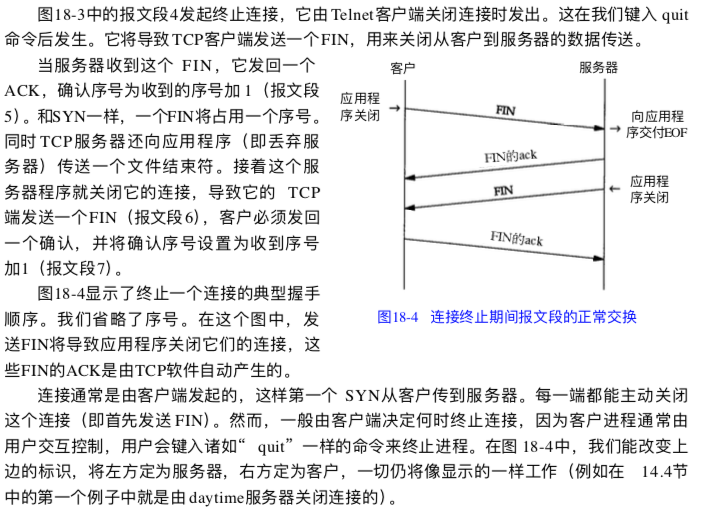 图18-3中的报文段4发起终止连接，它由Telnet客户端关闭连接时发出。这在我们键入 quit
命令后发生。它将导致TCP客户端发送一个FIN，用来关闭从客户到服务器的数据传送。
当服务器收到这个 FIN，它发回一个
ACK，确认序号为收到的序号加1（报文段
5）。和SYN一样，一个FIN将占用一个序号。
同时TCP服务器还向应用程序（即丢弃服
务器）传送一个文件结束符。接着这个服
务器程序就关闭它的连接，导致它的 TCP
端发送一个FIN（报文段6），客户必须发回
一个确认，并将确认序号设置为收到序号
加1（报文段7）。
图18-4显示了终止一个连接的典型握手
顺序。我们省略了序号。在这个图中，发
送FIN将导致应用程序关闭它们的连接，这
些FIN的ACK是由TCP软件自动产生的。
客户
服务器
应用程
序关闭
FIN
向应用程
序交付EOF
FIN的ack
FIN
应用程
序关闭
FIN的ack
图18-4 连接终止期间报文段的正常交换
连接通常是由客户端发起的，这样第一个 SYN从客户传到服务器。每一端都能主动关闭
这个连接（即首先发送FIN）。然而，一般由客户端决定何时终止连接，因为客户进程通常由
用户交互控制，用户会键入诸如“ quit”一样的命令来终止进程。在图 18-4中，我们能改变上
边的标识，将左方定为服务器，右方定为客户，一切仍将像显示的一样工作（例如在 14.4节
中的第一个例子中就是由daytime服务器关闭连接的）。